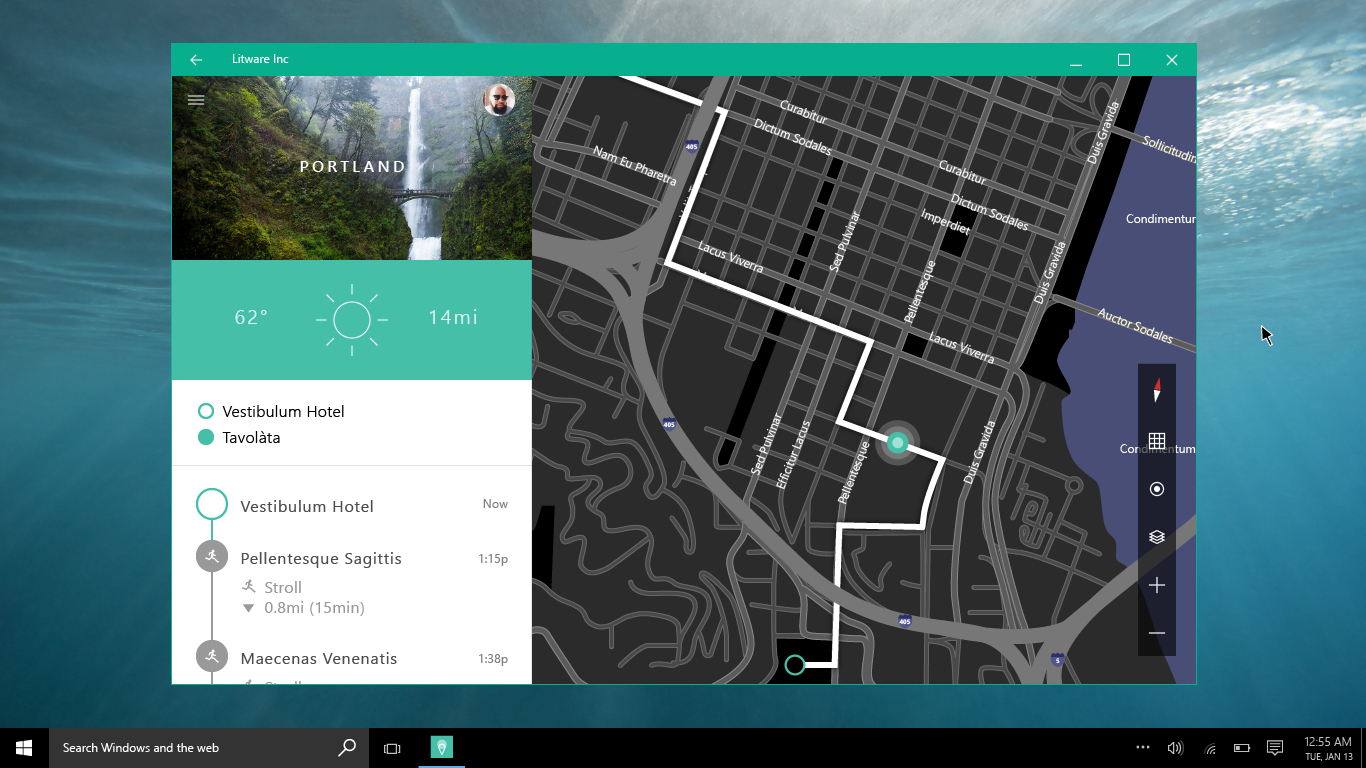 Litware Inc
PORTLAND
62°
14mi
Vestibulum Hotel
Tavolàta
Vestibulum Hotel
Now
Pellentesque Sagittis
1:15p
Stroll
0.8mi (15min)
Maecenas Venenatis
1:38p
Curabitur
Dictum Sodales
405
Nam Eu Pharetra
Duis Gravida
Sollicitudin
Curabitur
Dictum Sodales
Imperdiet
Condimentum
Sed Pulvinar
Lacus Viverra
Pellentesque
Duis Gravida
Auctor Sodales
Lacus Viverra
405
Sed Pulvinar
Efficitur Lacus
Pellentesque
Duis Gravida
Condimentum
405
5
Search Windows and the web
12:55 AM
TUE, JAN 13